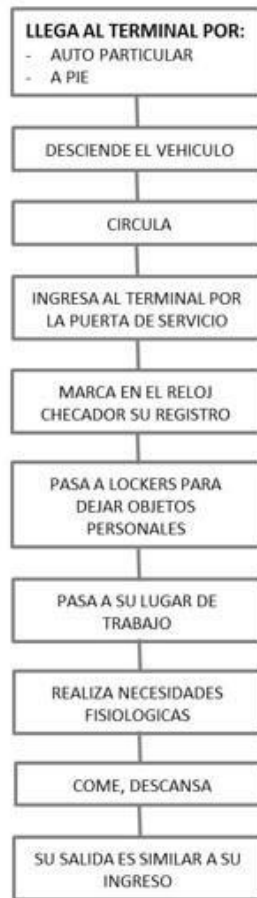 LLEGA AL TERMINAL POR:
- AUTO PARTICULAR
- A PIE
DESCIENDE EL VEHICULO
CIRCULA
INGRESA AL TERMINAL POR
LA PUERTA DE SERVICIO
MARCA EN EL RELOJ
CHECADOR SU REGISTRO
PASA A LOCKERS PARA
DEJAR OBJETOS
PERSONALES
PASA A SU LUGAR DE
TRABAJO
REALIZA NECESIDADES
FISIOLOGICAS
COME, DESCANSA
SU SALIDA ES SIMILAR A SU
INGRESO